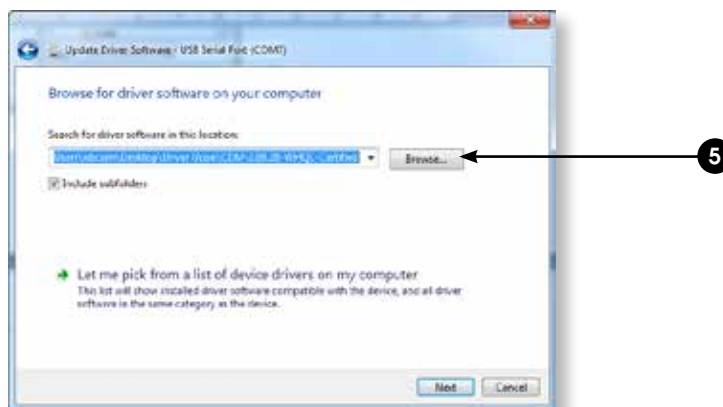 Update Driver Software - USB Serial Port (COM7)
Browse for driver software on your computer
Search for driver software in this location:
Browse...
5
Include subfolders
Let me pick from a list of device drivers on my computer
This list will show installed driver software compatible with the device, and all driver
software in the same category as the device.
Next Cancel